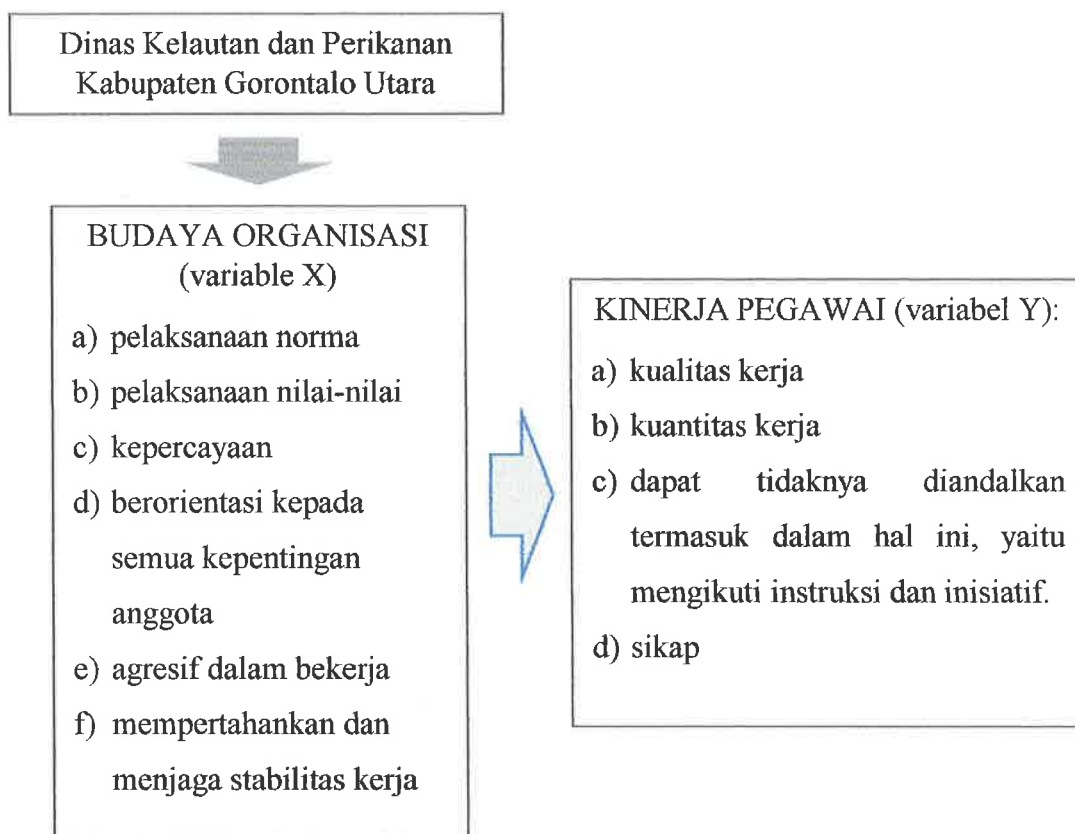 Dinas Kelautan dan Perikanan
Kabupaten Gorontalo Utara
BUDAYA ORGANISASI
(variable X)
a) pelaksanaan norma
b) pelaksanaan nilai-nilai
c) kepercayaan
d) berorientasi kepada
semua kepentingan
anggota
e) agresif dalam bekerja
f) mempertahankan dan
menjaga stabilitas kerja
KINERJA PEGAWAI (variabel Y):
a) kualitas kerja
b) kuantitas kerja
c) dapat tidaknya diandalkan
termasuk dalam hal ini, yaitu
mengikuti instruksi dan inisiatif.
d) sikap